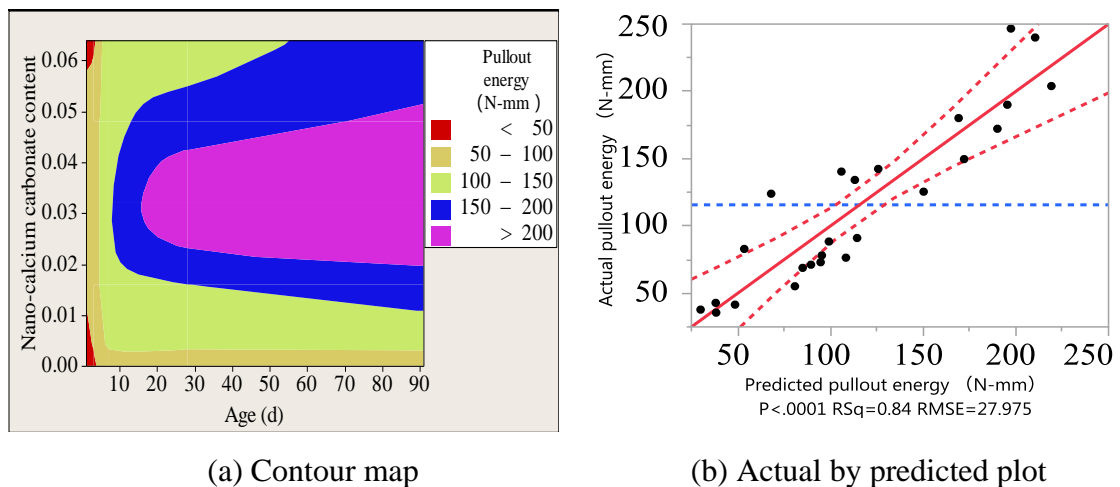 Nano-calcium carbonate content
0.06
0.05
0.04
0.03
0.02
0.01
0.00
10 20 30 40 50 60 70 80 90
Age (d)
Pullout
energy
(N-mm)
< 50
50 – 100
100 – 150
150 – 200
> 200
(a) Contour map
Actual pullout energy (N-mm)
250
200
150
100
50
50 100 150 200 250
Predicted pullout energy (N-mm)
P<.0001 RSq=0.84 RMSE=27.975
(b) Actual by predicted plot